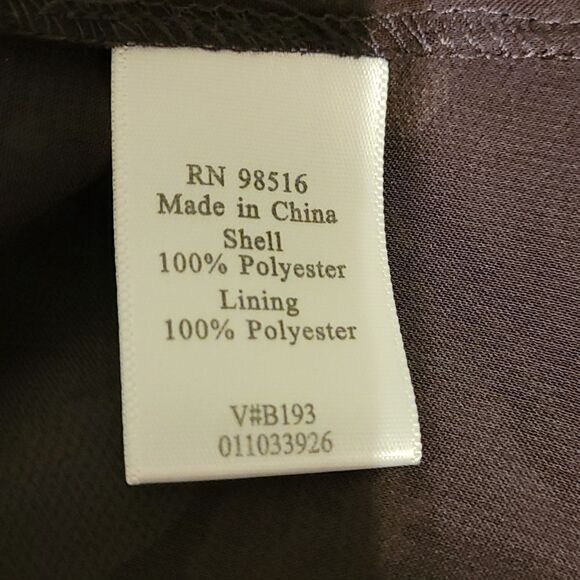 RN 98516
Made in China
Shell
100% Polyester
Lining
100% Polyester
V#B193
011033926